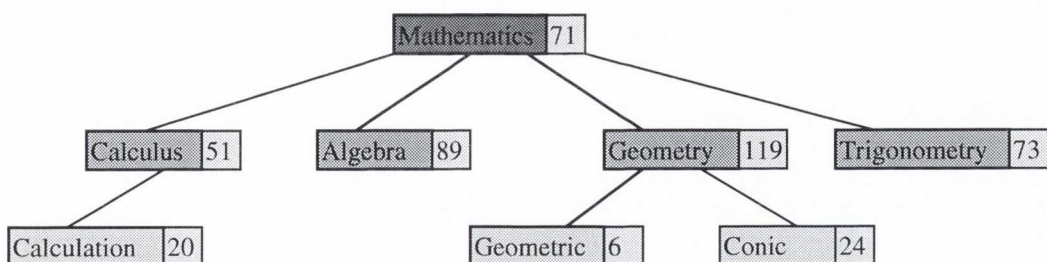 Mathematics 71
Calculus 51 Algebra 89 Geometry 119 Trigonometry 73
Calculation 20 Geometric 6 Conic 24